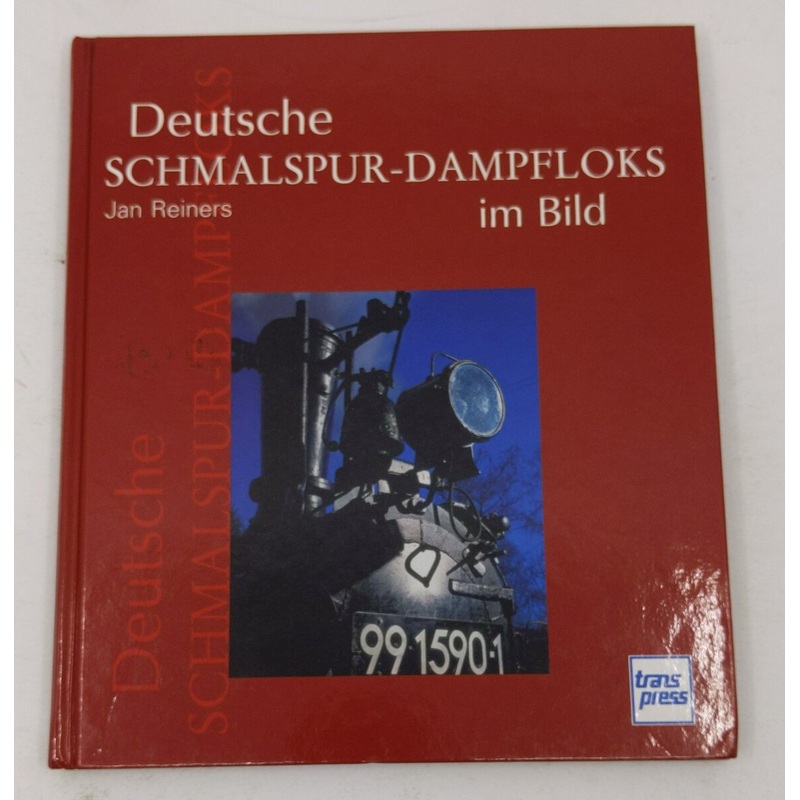 Deutsche
SCHMALSPUR-DAMPFLOKS
Jan Reiners
im Bild
Deutsche
SCHMALSPUR-DAMPFLOKS
99 1590-1
trans
press